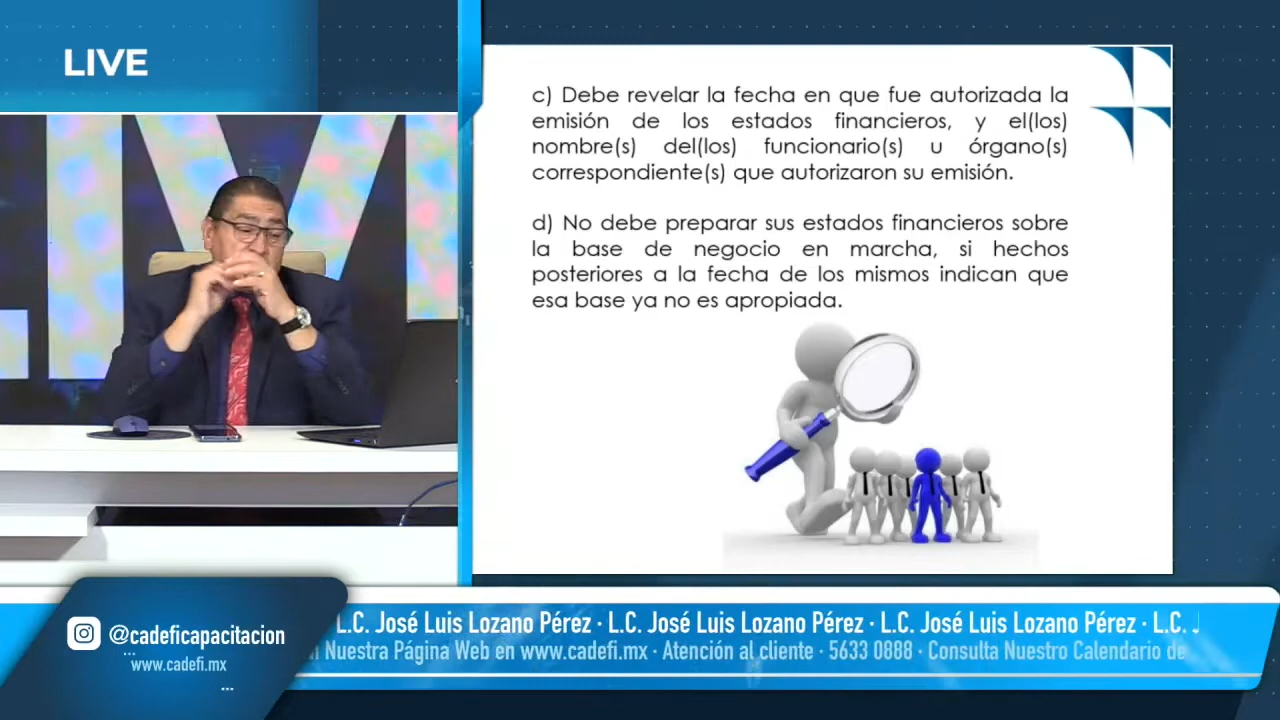 LIVE
c) Debe revelar la fecha en que fue autorizada la
emisión de los estados financieros, y el(los)
nombre(s) del(los) funcionario(s) u órgano(s)
correspondiente(s) que autorizaron su emisión.
d) No debe preparar sus estados financieros sobre
la base de negocio en marcha, si hechos
posteriores a la fecha de los mismos indican que
esa base ya no es apropiada.
@cadeficapacitacion
www.cadefi.mx
L.C. José Luis Lozano Pérez · L.C. José Luis Lozano Pérez · L.C. José Luis Lozano Pérez · L.C.
Nuestra Página Web en www.cadefi.mx · Atención al cliente · 5633 0888 · Consulta Nuestro Calendario de